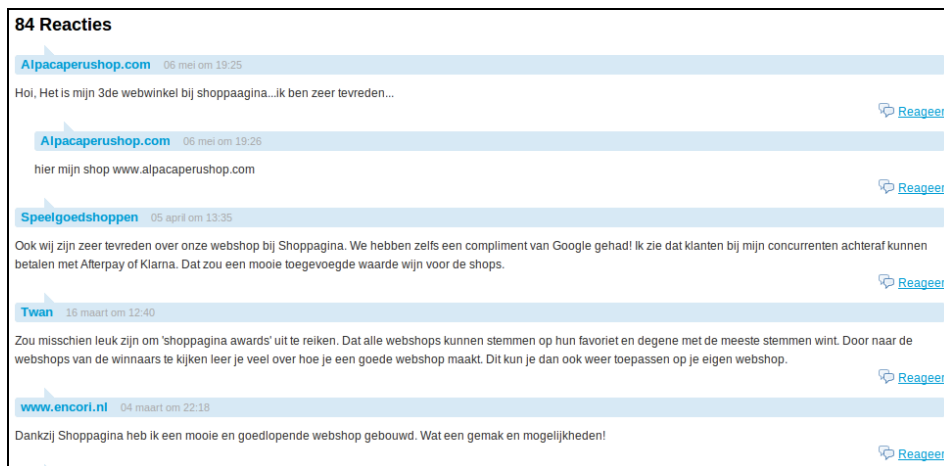 84 Reacties
Alpacaperushop.com 06 mei om 19:25
Hoi, Het is mijn 3de webwinkel bij shoppaagina...ik ben zeer tevreden...
Reageer
Alpacaperushop.com 06 mei om 19:26
hier mijn shop www.alpacaperushop.com
Reageer
Speelgoedshoppen 05 april om 13:35
Ook wij zijn zeer tevreden over onze webshop bij Shoppagina. We hebben zelfs een compliment van Google gehad! Ik zie dat klanten bij mijn concurrenten achteraf kunnen
betalen met Afterpay of Klarna. Dat zou een mooie toegevoegde waarde wijn voor de shops.
Reageer
Twan 16 maart om 12:40
Zou misschien leuk zijn om 'shoppagina awards' uit te reiken. Dat alle webshops kunnen stemmen op hun favoriet en degene met de meeste stemmen wint. Door naar de
webshops van de winnaars te kijken leer je veel over hoe je een goede webshop maakt. Dit kun je dan ook weer toepassen op je eigen webshop.
Reageer
www.encori.nl 04 maart om 22:18
Dankzij Shoppagina heb ik een mooie en goedlopende webshop gebouwd. Wat een gemak en mogelijkheden!
Reageer